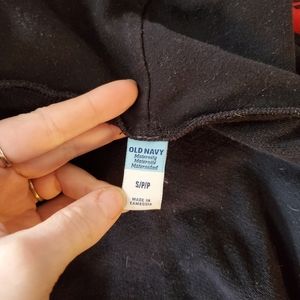 OLD NAVY
Maternity
Maternité
Maternidad
S/P/P
MADE IN
CAMBODIA